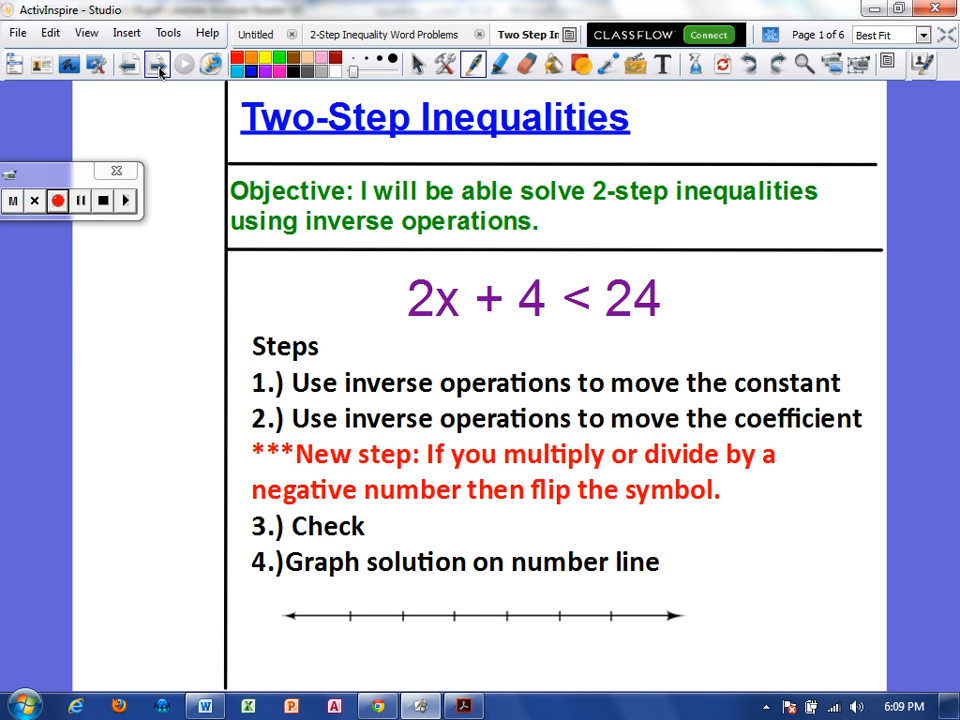 ActivInspire - Studio
File Edit View Insert Tools Help
Untitled 2-Step Inequality Word Problems Two Step In CLASSFLOW Connect Page 1 of 6 Best Fit
Two-Step Inequalities
Objective: I will be able solve 2-step inequalities
using inverse operations.
M
2x + 4 < 24
Steps
1.) Use inverse operations to move the constant
2.) Use inverse operations to move the coefficient
***New step: If you multiply or divide by a
negative number then flip the symbol.
3.) Check
4.)Graph solution on number line
6:09 PM